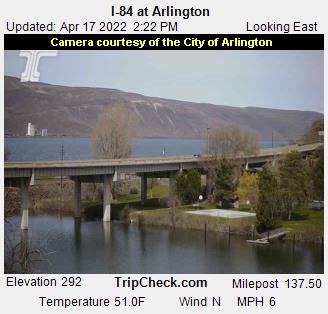 I-84 at Arlington
Updated: Apr 17 2022 2:22 PM Looking East
Camera courtesy of the City of Arlington
Elevation 292 TripCheck.com Milepost 137.50
Temperature 51.0F Wind N MPH 6